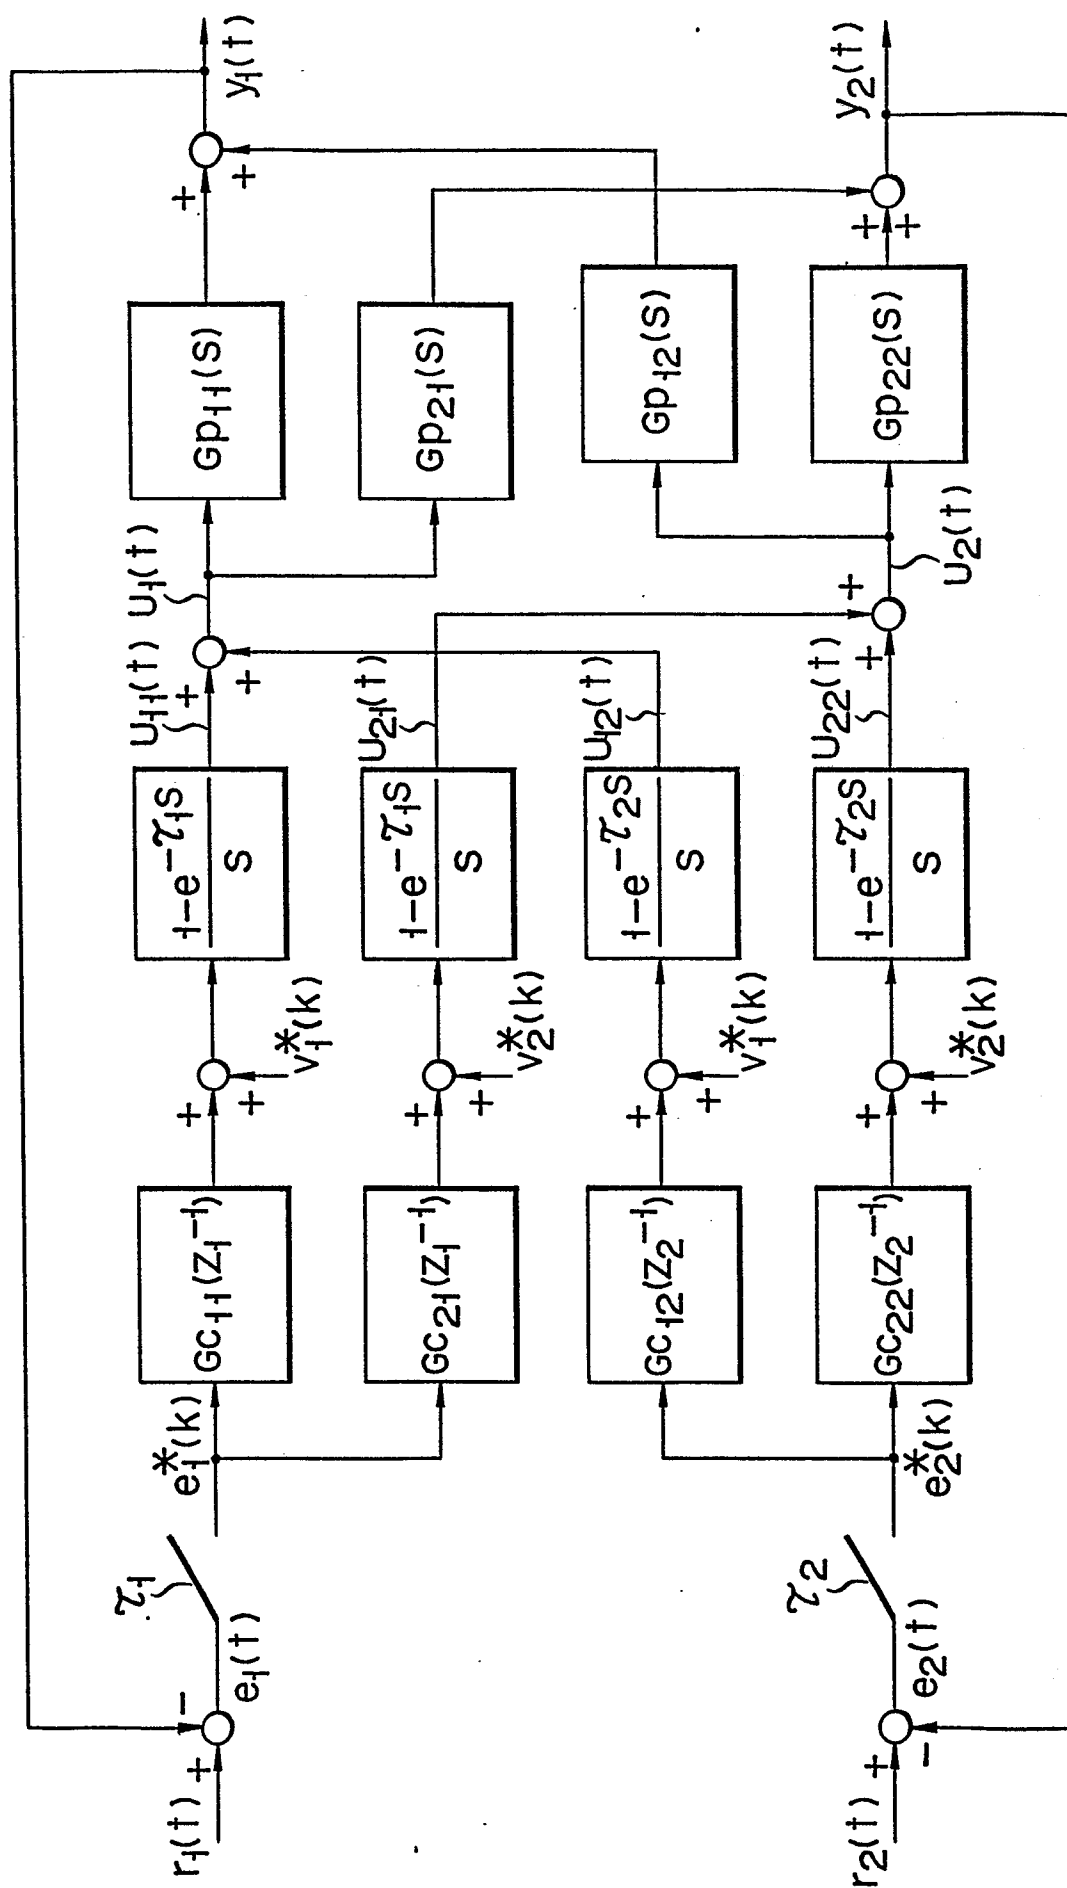 r1(t)
+
−
e1(t)
τ1
e1*(k)
GC11(Z1^-1)
+
+
v1*(k)
1−e^-τ1S
S
u11(t)
+
+
u1(t)
Gp11(S)
+
+
y1(t)
GC21(Z1^-1)
+
+
v2*(k)
1−e^-τ1S
S
u21(t)
Gp21(S)
GC12(Z2^-1)
+
+
v1*(k)
1−e^-τ2S
S
u12(t)
Gp12(S)
r2(t)
+
−
e2(t)
τ2
e2*(k)
GC22(Z2^-1)
+
+
v2*(k)
1−e^-τ2S
S
u22(t)
+
+
u2(t)
Gp22(S)
+
+
y2(t)